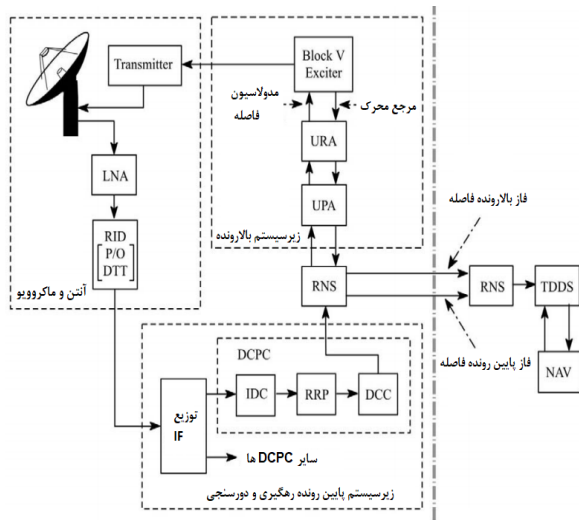 Transmitter
LNA
RID
P/O
DTT
آنتن و ماکروویو
Block V
Exciter
مدولاسیون
فاصله
مرجع محرک
URA
UPA
زیرسیستم بالارونده
RNS
فاز بالارونده فاصله
RNS
TDDS
NAV
فاز پایین رونده فاصله
DCPC
IDC
RRP
DCC
توزیع
IF
سایر DCPC ها
زیرسیستم پایین رونده رهگیری و دورسنجی